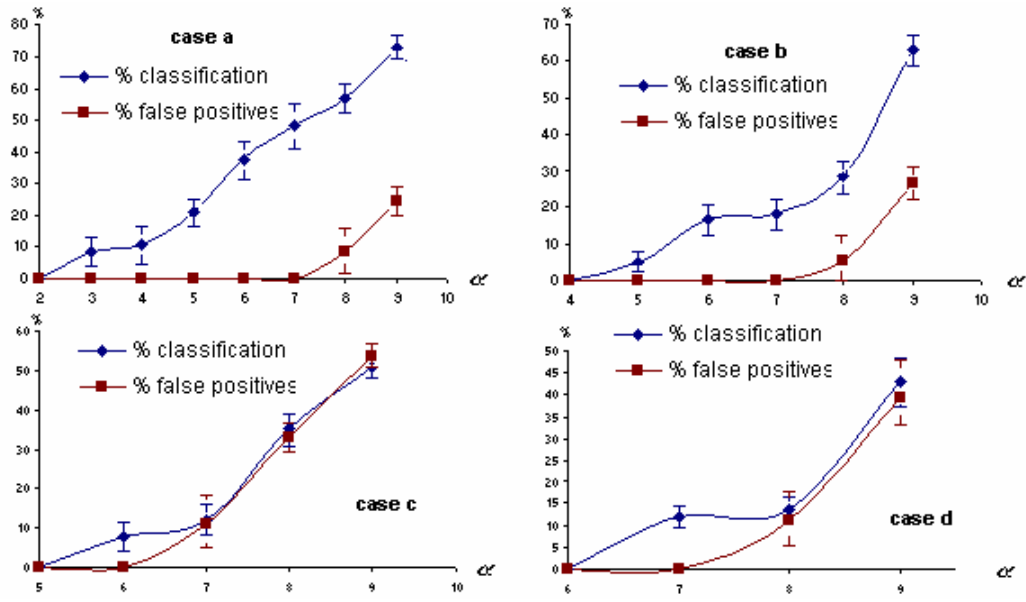 %
80
70
60
50
40
30
20
10
0
case a
% classification
% false positives
2 3 4 5 6 7 8 9 10
α
%
70
60
50
40
30
20
10
0
case b
% classification
% false positives
4 5 6 7 8 9 10
α
%
60
50
40
30
20
10
0
% classification
% false positives
case c
5 6 7 8 9 10
α
%
50
45
40
35
30
25
20
15
10
5
0
% classification
% false positives
case d
6 7 8 9
α